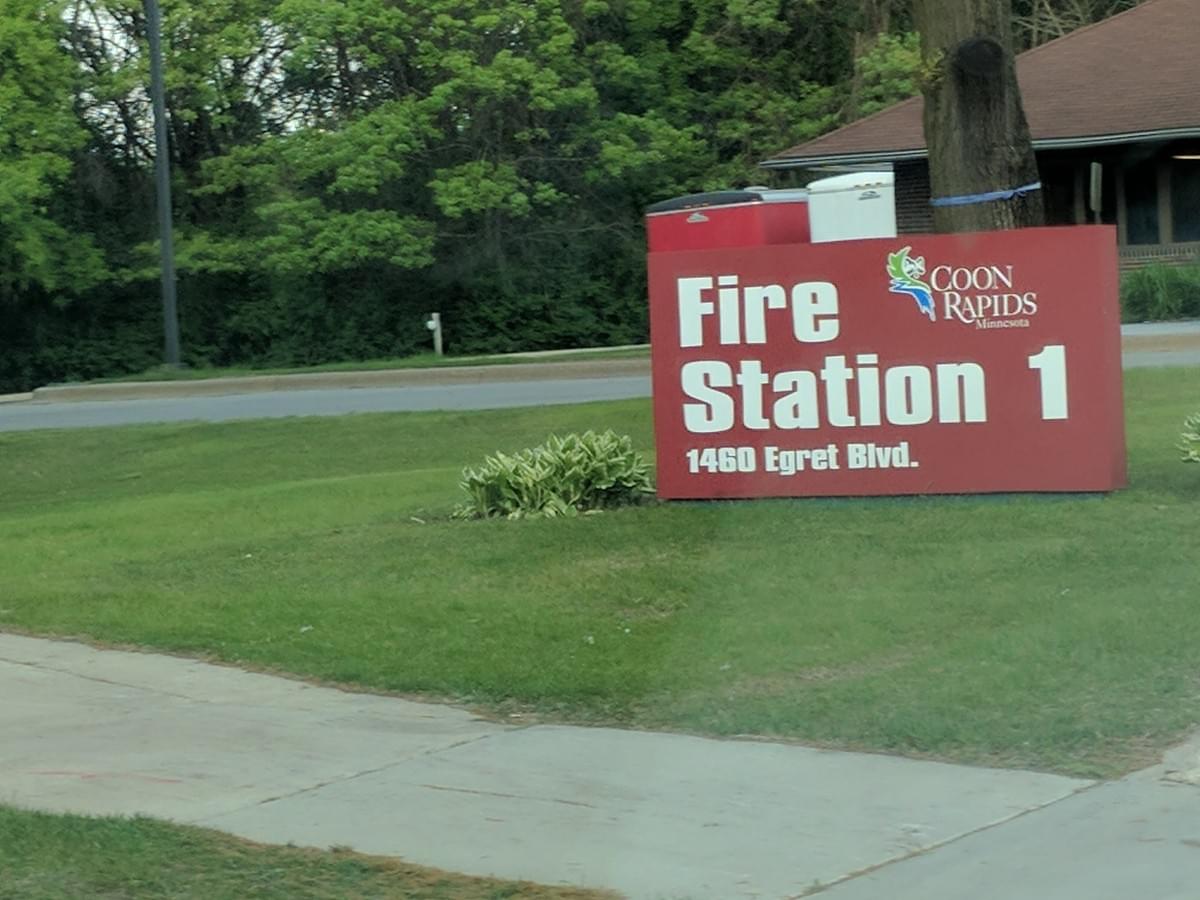 COON
RAPIDS
Minnesota
Fire
Station 1
1460 Egret Blvd.